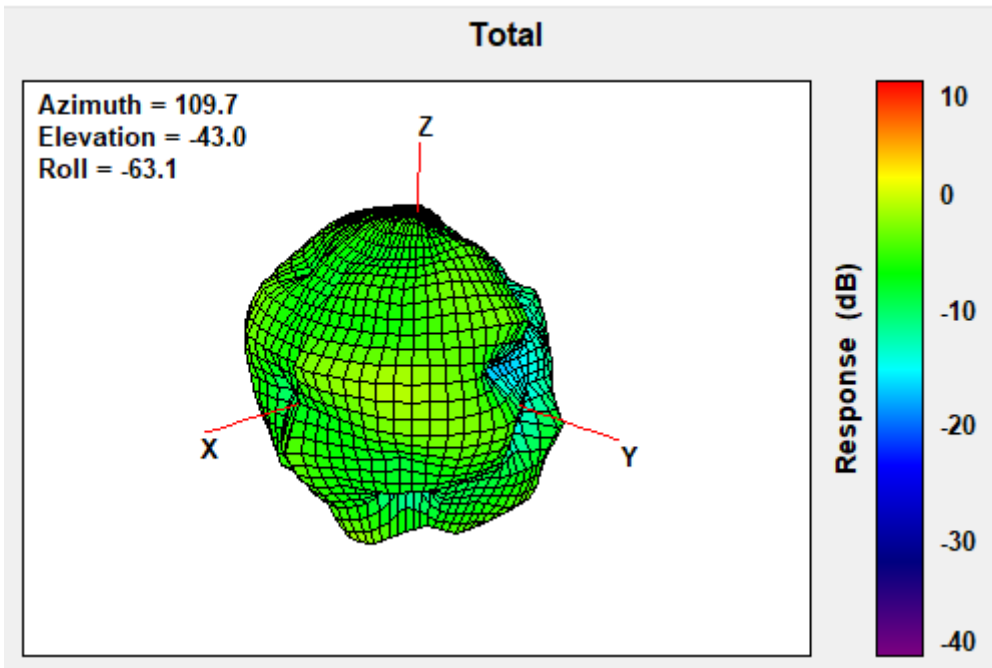 Total
Azimuth = 109.7
Elevation = -43.0
Roll = -63.1
Z
X
Y
Response (dB)
10
0
-10
-20
-30
-40